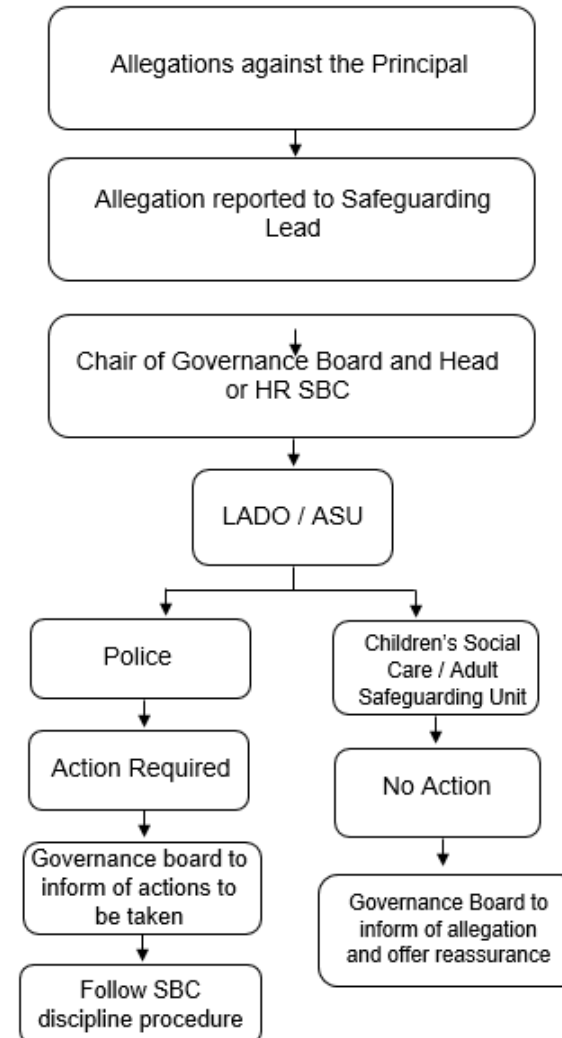 Allegations against the Principal
Allegation reported to Safeguarding
Lead
Chair of Governance Board and Head
or HR SBC
LADO / ASU
Police
Children's Social
Care / Adult
Safeguarding Unit
Action Required
No Action
Governance board to
inform of actions to
be taken
Governance Board to
inform of allegation
and offer reassurance
Follow SBC
discipline procedure